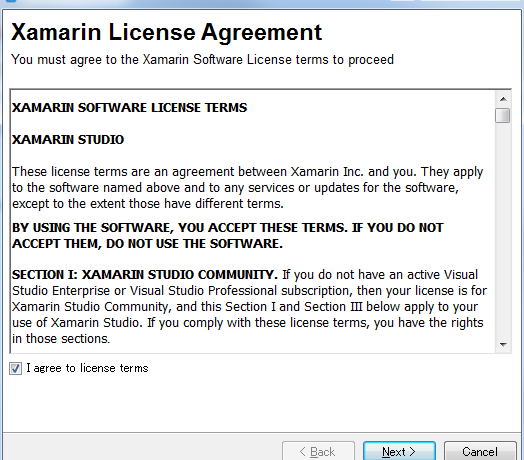 Xamarin License Agreement
You must agree to the Xamarin Software License terms to proceed
XAMARIN SOFTWARE LICENSE TERMS
XAMARIN STUDIO
These license terms are an agreement between Xamarin Inc. and you. They apply
to the software named above and to any services or updates for the software,
except to the extent those have different terms.
BY USING THE SOFTWARE, YOU ACCEPT THESE TERMS. IF YOU DO NOT
ACCEPT THEM, DO NOT USE THE SOFTWARE.
SECTION I: XAMARIN STUDIO COMMUNITY. If you do not have an active Visual
Studio Enterprise or Visual Studio Professional subscription, then your license is for
Xamarin Studio Community, and this Section I and Section III below apply to your
use of Xamarin Studio. If you comply with these license terms, you have the rights
in those sections.
I agree to license terms
< Back Next > Cancel